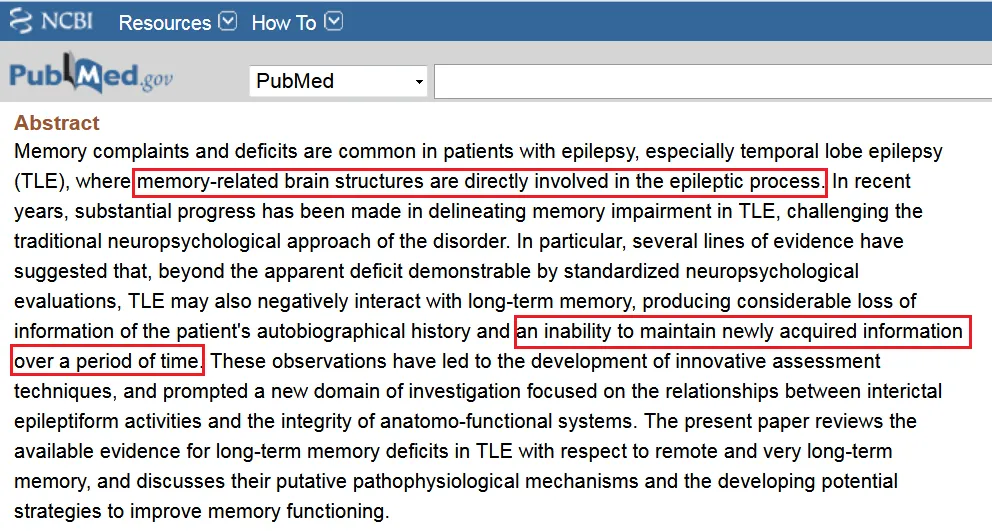 NCBI Resources How To
PubMed.gov PubMed
Abstract
Memory complaints and deficits are common in patients with epilepsy, especially temporal lobe epilepsy
(TLE), where memory-related brain structures are directly involved in the epileptic process. In recent
years, substantial progress has been made in delineating memory impairment in TLE, challenging the
traditional neuropsychological approach of the disorder. In particular, several lines of evidence have
suggested that, beyond the apparent deficit demonstrable by standardized neuropsychological
evaluations, TLE may also negatively interact with long-term memory, producing considerable loss of
information of the patient's autobiographical history and an inability to maintain newly acquired information
over a period of time. These observations have led to the development of innovative assessment
techniques, and prompted a new domain of investigation focused on the relationships between interictal
epileptiform activities and the integrity of anatomo-functional systems. The present paper reviews the
available evidence for long-term memory deficits in TLE with respect to remote and very long-term
memory, and discusses their putative pathophysiological mechanisms and the developing potential
strategies to improve memory functioning.